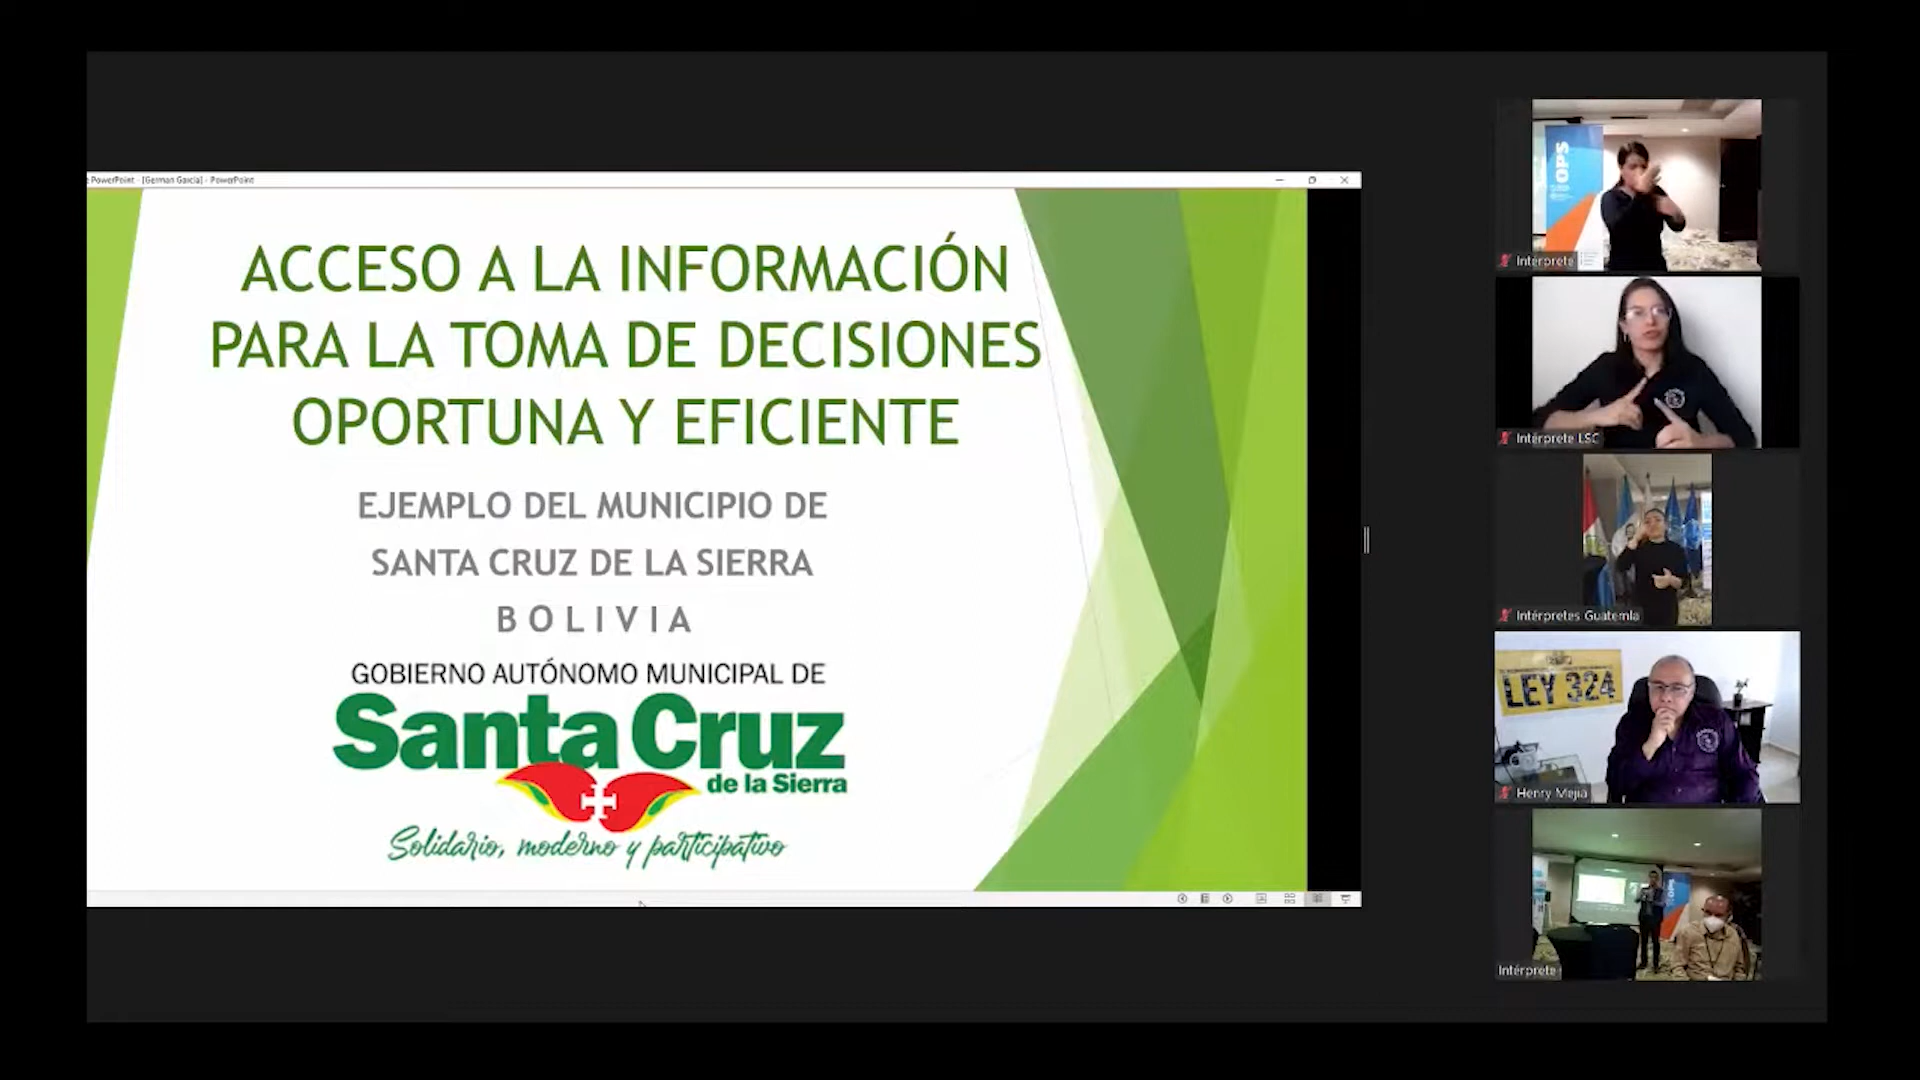 PowerPoint - [German Garcia] - PowerPoint
ACCESO A LA INFORMACIÓN
PARA LA TOMA DE DECISIONES
OPORTUNA Y EFICIENTE
EJEMPLO DEL MUNICIPIO DE
SANTA CRUZ DE LA SIERRA
BOLIVIA
GOBIERNO AUTÓNOMO MUNICIPAL DE
Santa Cruz
de la Sierra
Solidario, moderno y participativo
OPS
Intérprete
Intérprete LSC
Intérpretes Guatemla
LEY 324
Henry Mejia
OPS
Intérprete